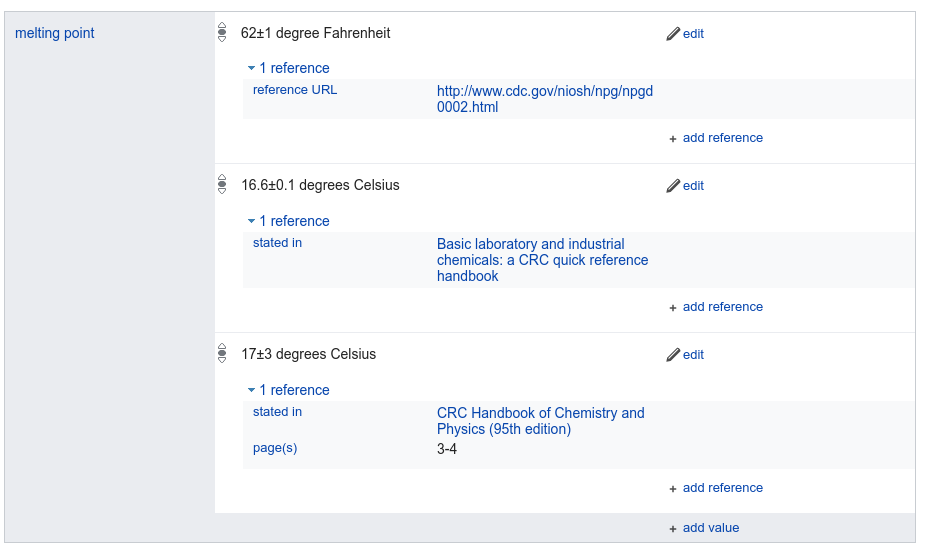 melting point
62±1 degree Fahrenheit
edit
1 reference
reference URL
http://www.cdc.gov/niosh/npg/npgd
0002.html
+ add reference
16.6±0.1 degrees Celsius
edit
1 reference
stated in
Basic laboratory and industrial
chemicals: a CRC quick reference
handbook
+ add reference
17±3 degrees Celsius
edit
1 reference
stated in
CRC Handbook of Chemistry and
Physics (95th edition)
page(s)
3-4
+ add reference
+ add value